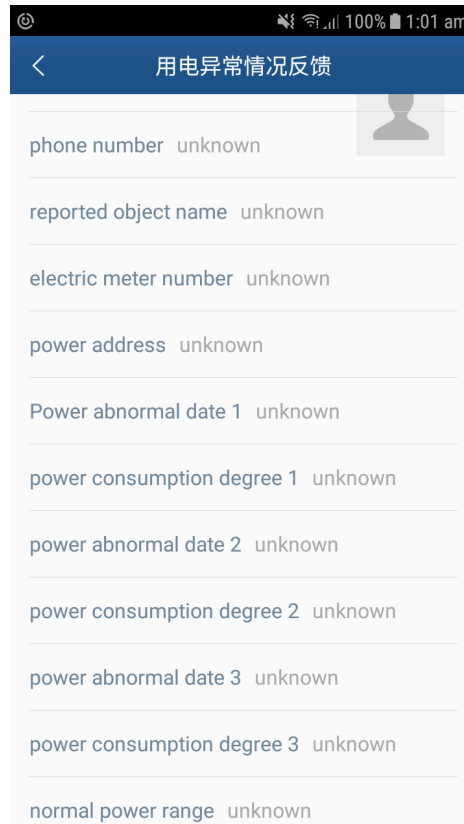 100% 1:01 am
用电异常情况反馈
phone number unknown
reported object name unknown
electric meter number unknown
power address unknown
Power abnormal date 1 unknown
power consumption degree 1 unknown
power abnormal date 2 unknown
power consumption degree 2 unknown
power abnormal date 3 unknown
power consumption degree 3 unknown
normal power range unknown